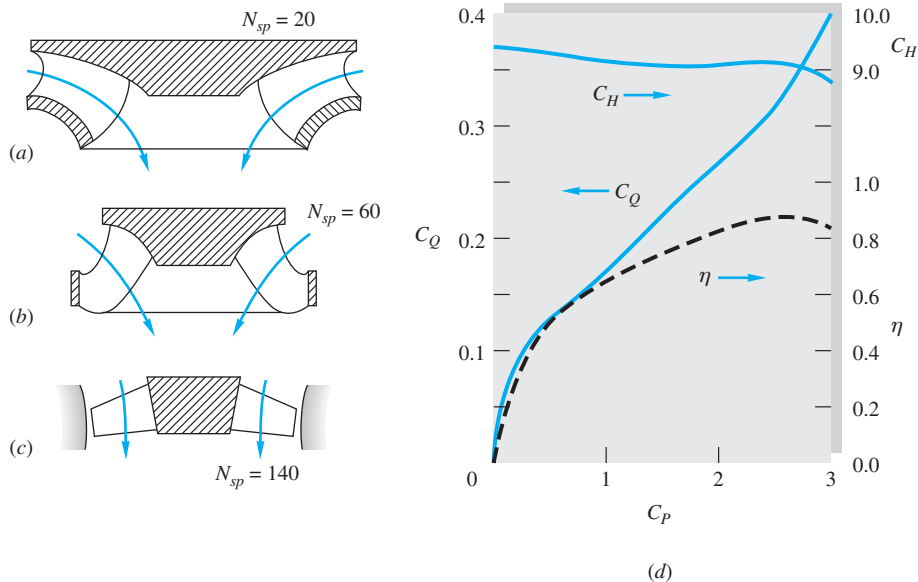 N_sp = 20
(a)
N_sp = 60
(b)
(c)
N_sp = 140
0.4
0.3
C_Q
0.2
0.1
0
1
2
3
C_P
10.0
C_H
9.0
1.0
0.8
0.6
η
0.4
0.2
0.0
C_H
C_Q
η
(d)